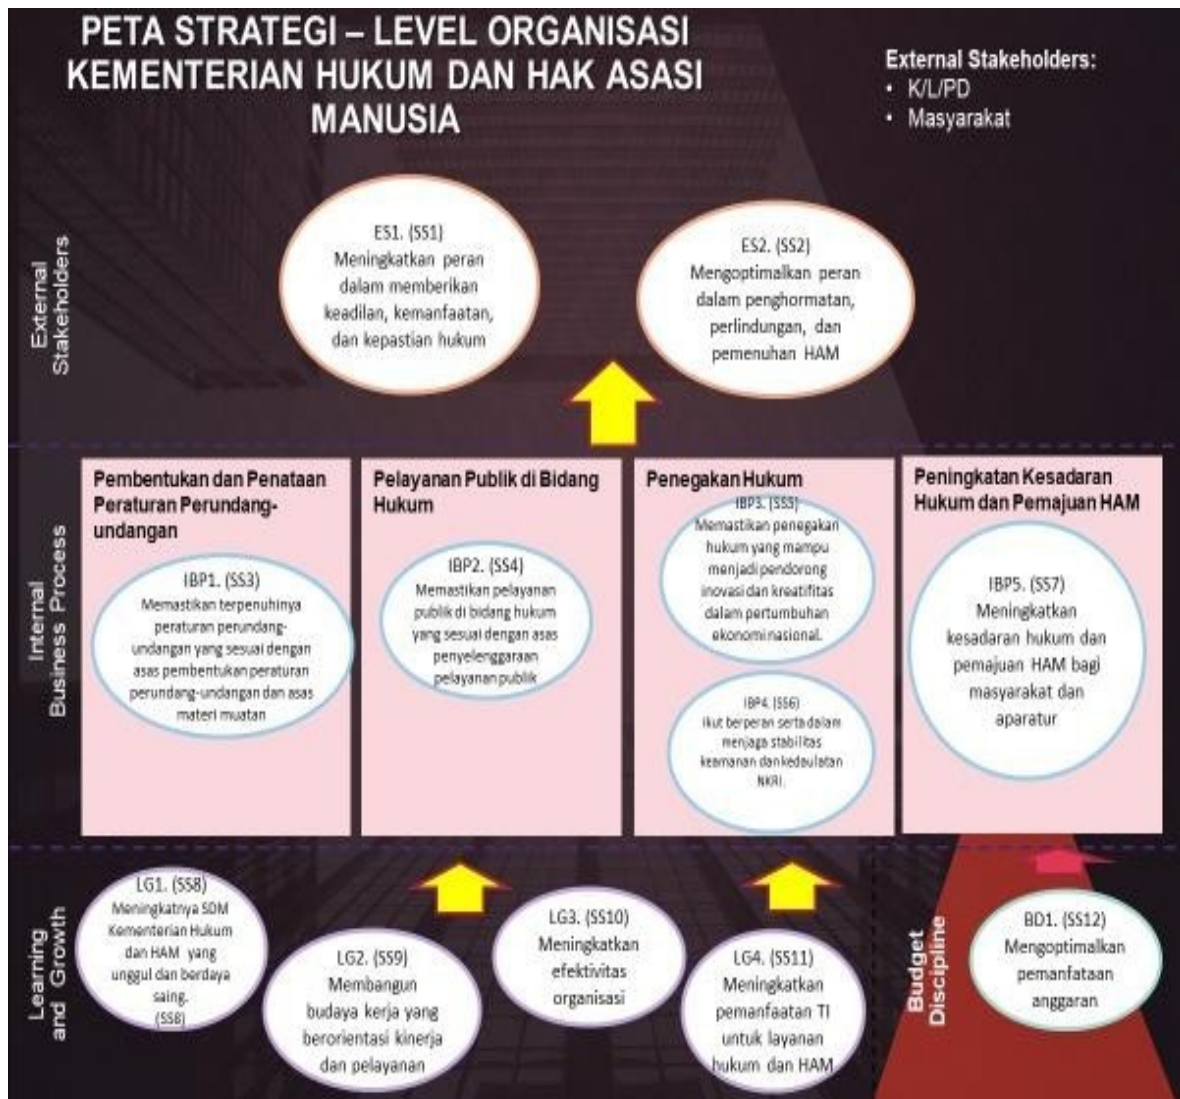 PETA STRATEGI – LEVEL ORGANISASI
KEMENTERIAN HUKUM DAN HAK ASASI
MANUSIA
External Stakeholders:
• K/L/PD
• Masyarakat
External
Stakeholders
ES1. (SS1)
Meningkatkan peran
dalam memberikan
keadilan, kemanfaatan,
dan kepastian hukum
ES2. (SS2)
Mengoptimalkan peran
dalam penghormatan,
perlindungan, dan
pemenuhan HAM
Internal
Business Process
Pembentukan dan Penataan
Peraturan Perundang-
undangan
IBP1. (SS3)
Memastikan terpenuhinya
peraturan perundang-
undangan yang sesuai dengan
asas pembentukan peraturan
perundang-undangan dan asas
materi muatan
Pelayanan Publik di Bidang
Hukum
IBP2. (SS4)
Memastikan pelayanan
publik di bidang hukum
yang sesuai dengan asas
penyelenggaraan
pelayanan publik
Penegakan Hukum
IBP3. (SS5)
Memastikan penegakan
hukum yang mampu
menjadi pendorong
inovasi dan kreatifitas
dalam pertumbuhan
ekonomi nasional.
IBP4. (SS6)
Ikut berperan serta dalam
menjaga stabilitas
keamanan dan kedaulatan
NKRI.
Peningkatan Kesadaran
Hukum dan Pemajuan HAM
IBP5. (SS7)
Meningkatkan
kesadaran hukum dan
pemajuan HAM bagi
masyarakat dan
aparatur
Learning
and Growth
LG1. (SS8)
Meningkatnya SDM
Kementerian Hukum
dan HAM yang
unggul dan berdaya
saing.
(SS8)
LG2. (SS9)
Membangun
budaya kerja yang
berorientasi kinerja
dan pelayanan
LG3. (SS10)
Meningkatkan
efektivitas
organisasi
LG4. (SS11)
Meningkatkan
pemanfaatan TI
untuk layanan
hukum dan HAM
Budget
Discipline
BD1. (SS12)
Mengoptimalkan
pemanfataan
anggaran